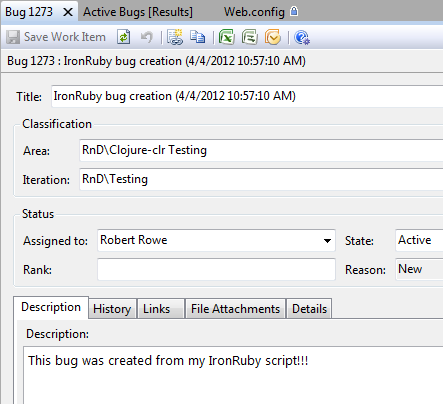 Bug 1273 Active Bugs [Results] Web.config
Save Work Item
Bug 1273 : IronRuby bug creation (4/4/2012 10:57:10 AM)
Title: IronRuby bug creation (4/4/2012 10:57:10 AM)
Classification
Area: RnD\Clojure-clr Testing
Iteration: RnD\Testing
Status
Assigned to: Robert Rowe State: Active
Rank: Reason: New
Description History Links File Attachments Details
Description:
This bug was created from my IronRuby script!!!